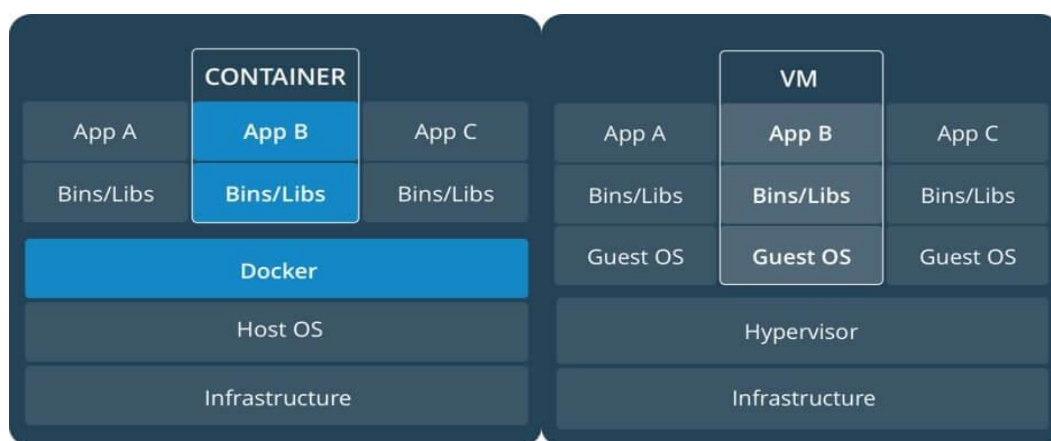 CONTAINER
App A
App B
App C
Bins/Libs
Bins/Libs
Bins/Libs
Docker
Host OS
Infrastructure
VM
App A
App B
App C
Bins/Libs
Bins/Libs
Bins/Libs
Guest OS
Guest OS
Guest OS
Hypervisor
Infrastructure